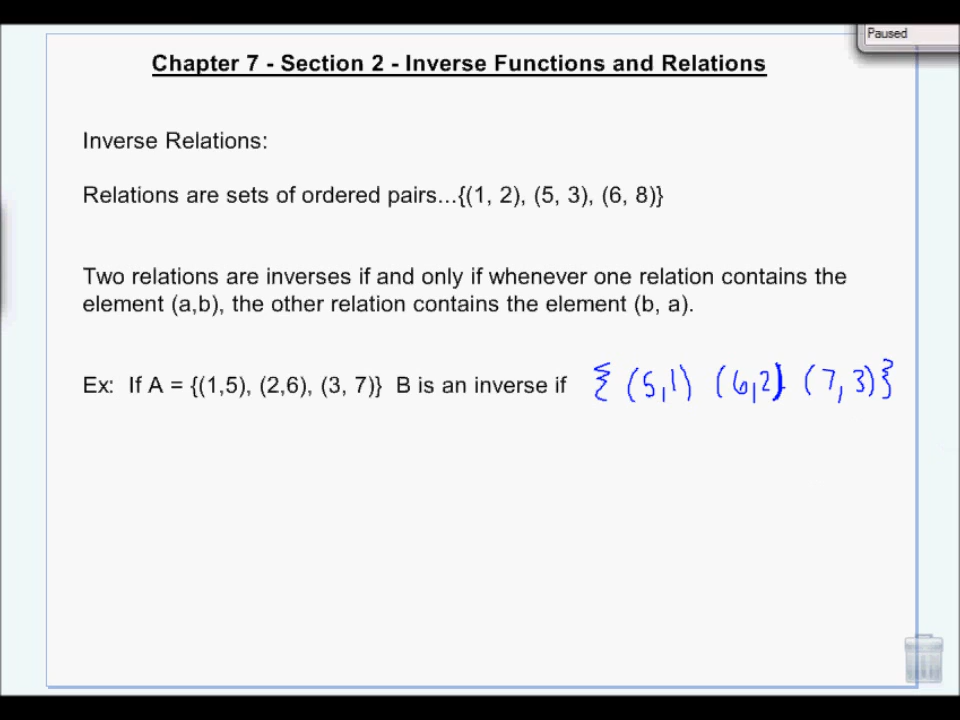 Paused
Chapter 7 - Section 2 - Inverse Functions and Relations
Inverse Relations:
Relations are sets of ordered pairs...{(1, 2), (5, 3), (6, 8)}
Two relations are inverses if and only if whenever one relation contains the
element (a,b), the other relation contains the element (b, a).
Ex:  If A = {(1,5), (2,6), (3, 7)}  B is an inverse if { (5,1) (6,2) (7,3)}